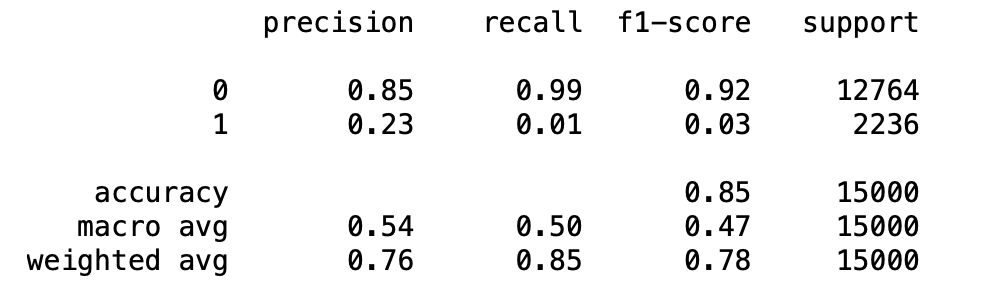 precision recall f1-score support
0 0.85 0.99 0.92 12764
1 0.23 0.01 0.03 2236
accuracy 0.85 15000
macro avg 0.54 0.50 0.47 15000
weighted avg 0.76 0.85 0.78 15000